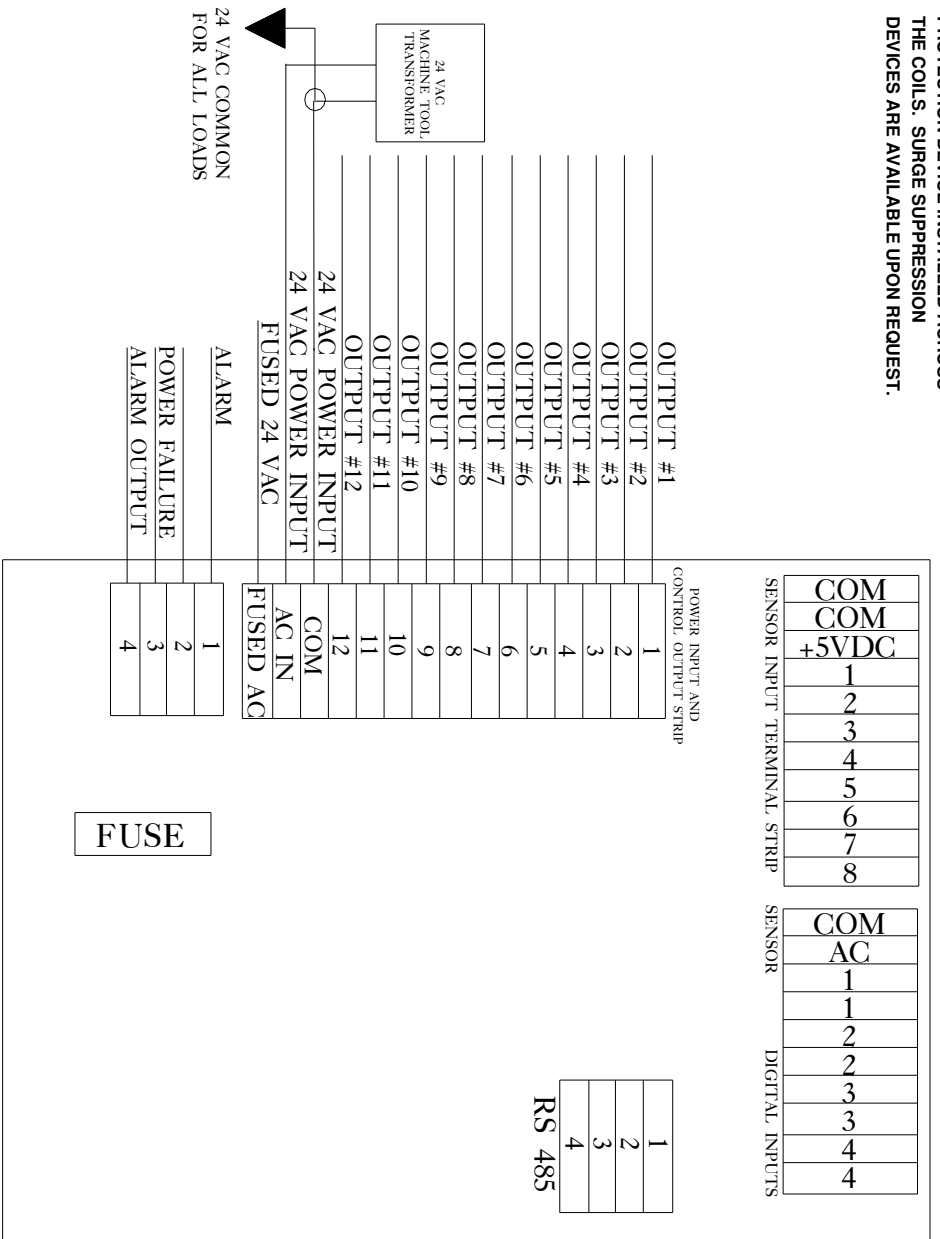 THE COILS. SURGE SUPPRESSION
DEVICES ARE AVAILABLE UPON REQUEST.
24 VAC
MACHINE TOOL
TRANSFORMER
24 VAC COMMON
FOR ALL LOADS
OUTPUT #1
OUTPUT #2
OUTPUT #3
OUTPUT #4
OUTPUT #5
OUTPUT #6
OUTPUT #7
OUTPUT #8
OUTPUT #9
OUTPUT #10
OUTPUT #11
OUTPUT #12
24 VAC POWER INPUT
24 VAC POWER INPUT
FUSED 24 VAC
ALARM
POWER FAILURE
ALARM OUTPUT
POWER INPUT AND
CONTROL OUTPUT STRIP
1
2
3
4
5
6
7
8
9
10
11
12
COM
AC IN
FUSED AC
1
2
3
4
FUSE
COM
COM
+5VDC
1
2
3
4
5
6
7
8
SENSOR INPUT TERMINAL STRIP
COM
AC
1
1
2
2
3
3
4
4
SENSOR
DIGITAL INPUTS
1
2
3
4
RS 485